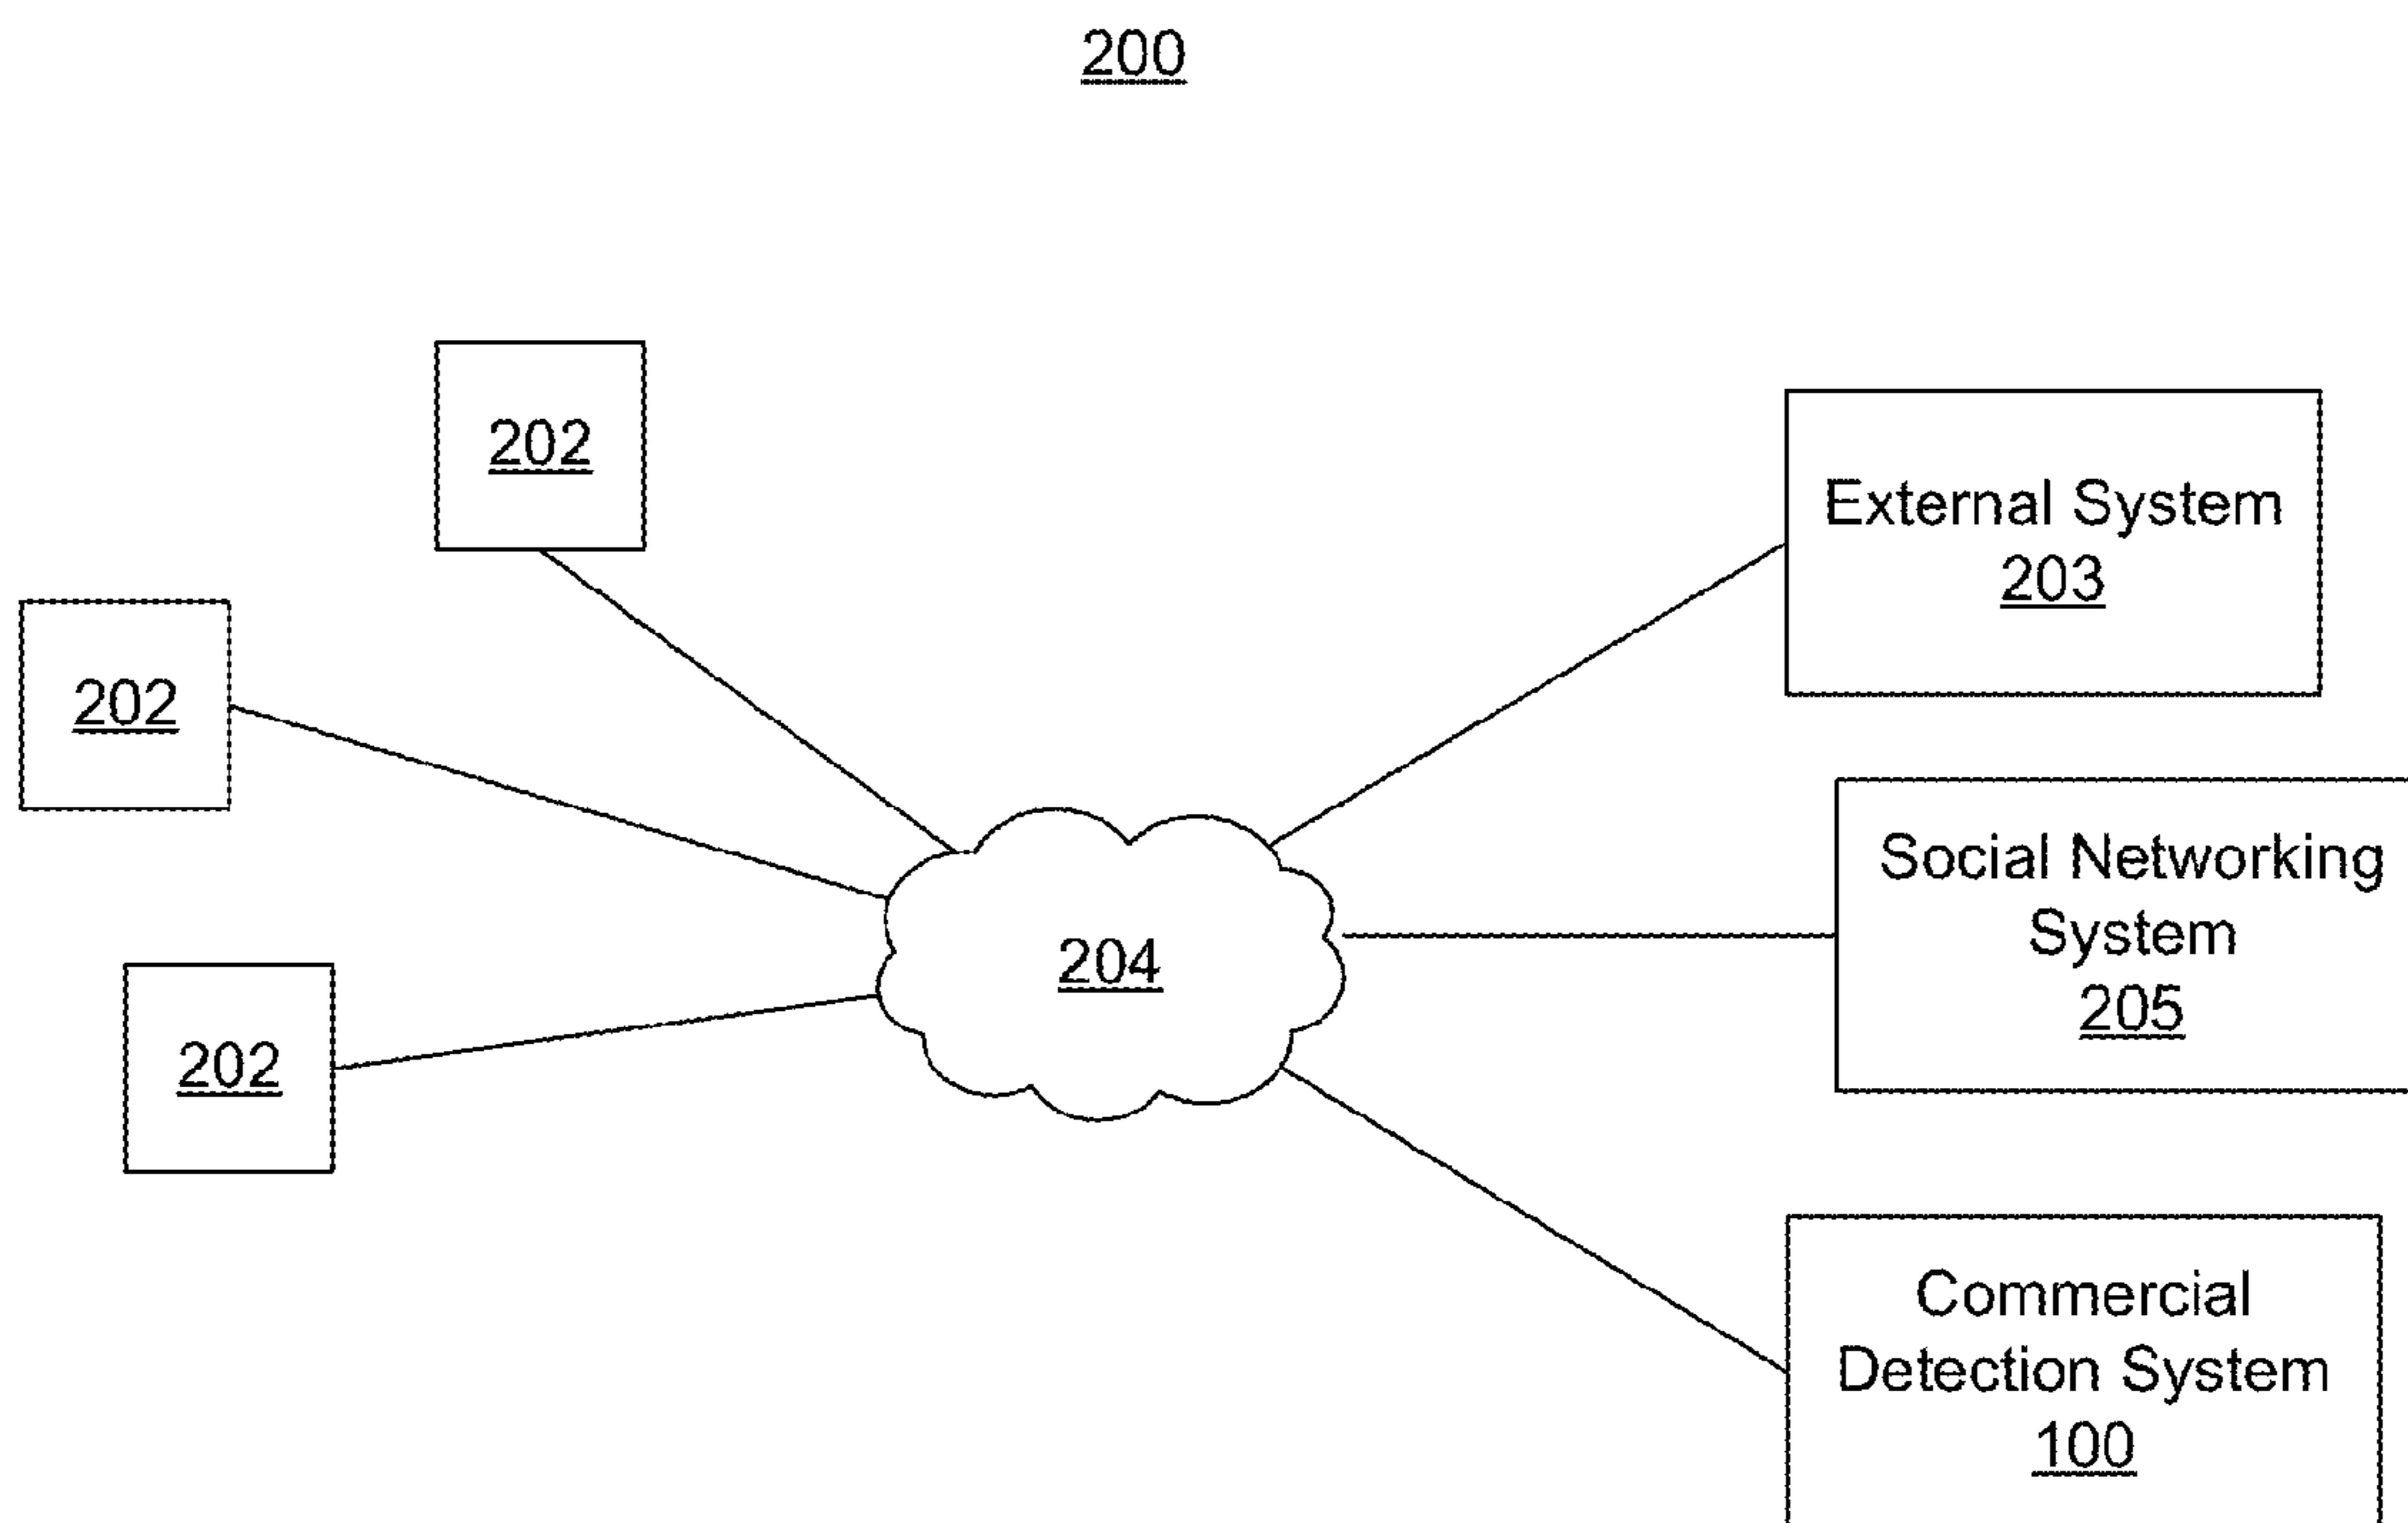 200
202
External System
203
202
Social Networking
System
205
204
202
Commercial
Detection System
100